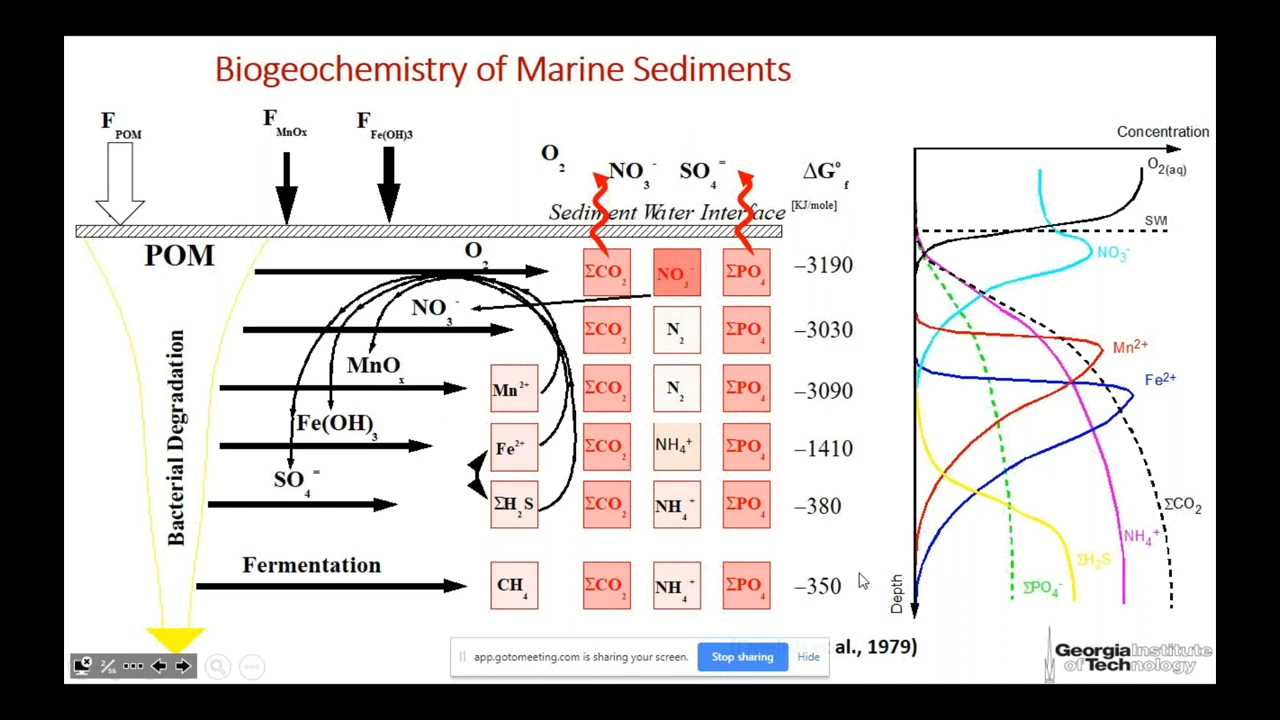 Biogeochemistry of Marine Sediments
F POM
F MnOx
F Fe(OH)3
O2
NO3-
SO4=
ΔG°f
[KJ/mole]
Sediment Water Interface
POM
Bacterial Degradation
O2
ΣCO2 NO3- ΣPO4 –3190
NO3-
ΣCO2 N2 ΣPO4 –3030
MnOx
Mn2+ ΣCO2 N2 ΣPO4 –3090
Fe(OH)3
Fe2+ ΣCO2 NH4+ ΣPO4 –1410
SO4=
ΣH2S ΣCO2 NH4+ ΣPO4 –380
Fermentation
CH4 ΣCO2 NH4+ ΣPO4 –350
Concentration
O2(aq)
SWI
NO3-
Mn2+
Fe2+
ΣCO2
NH4+
ΣH2S
ΣPO4-
Depth
al., 1979)
2/56
app.gotomeeting.com is sharing your screen.
Stop sharing
Hide
Georgia Institute
of Technology